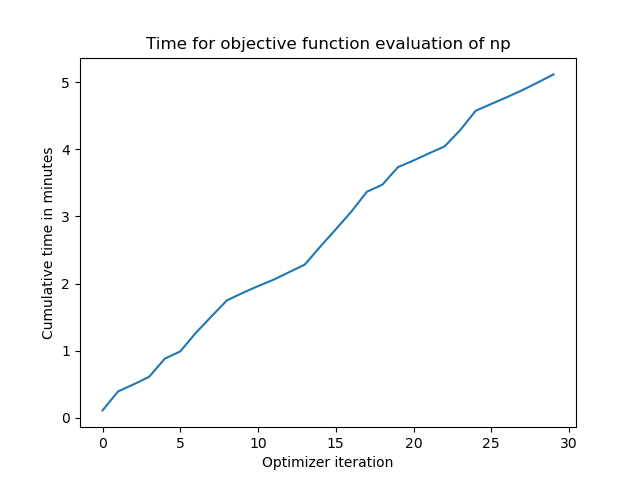 Time for objective function evaluation of np
Cumulative time in minutes
5
4
3
2
1
0
0 5 10 15 20 25 30
Optimizer iteration